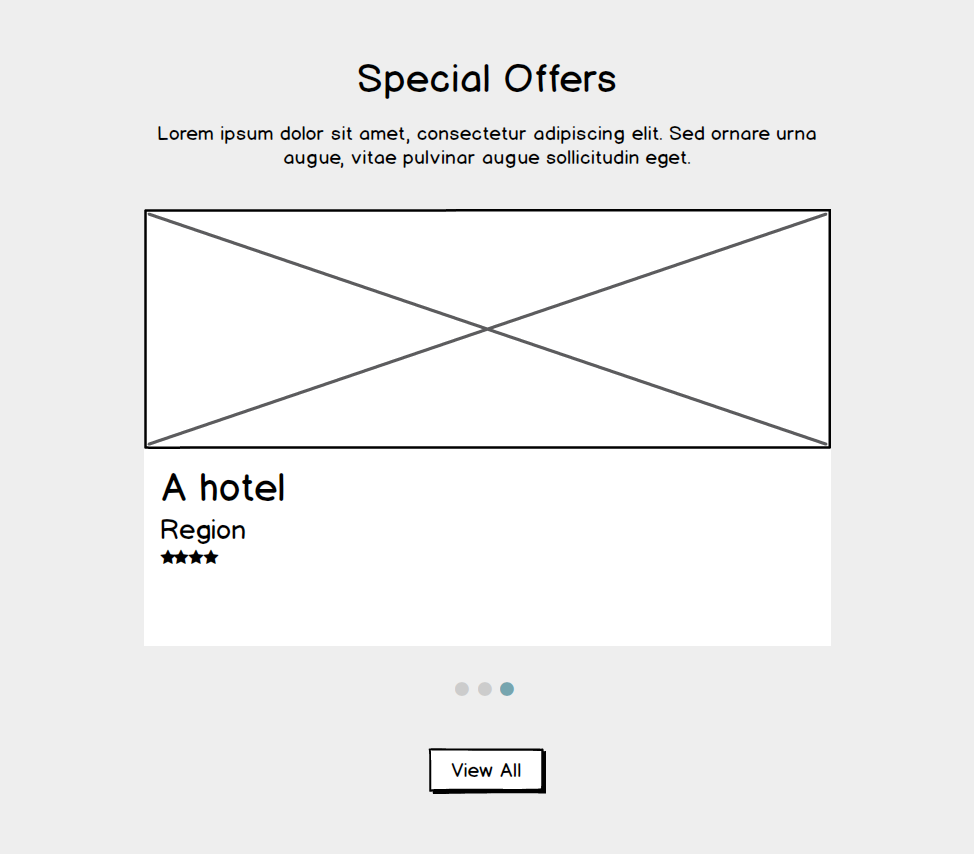 Special Offers
Lorem ipsum dolor sit amet, consectetur adipiscing elit. Sed ornare urna
augue, vitae pulvinar augue sollicitudin eget.
A hotel
Region
★★★★
View All